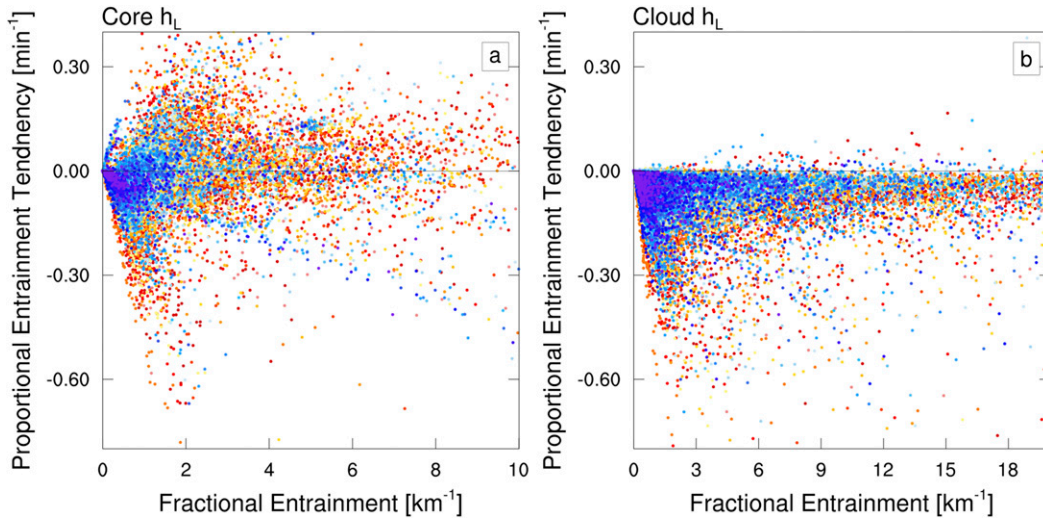 Core h_L
a
Proportional Entrainment Tendnency [min⁻¹]
0.30
0.00
-0.30
-0.60
0 2 4 6 8 10
Fractional Entrainment [km⁻¹]
Cloud h_L
b
Proportional Entrainment Tendnency [min⁻¹]
0.30
0.00
-0.30
-0.60
0 3 6 9 12 15 18
Fractional Entrainment [km⁻¹]